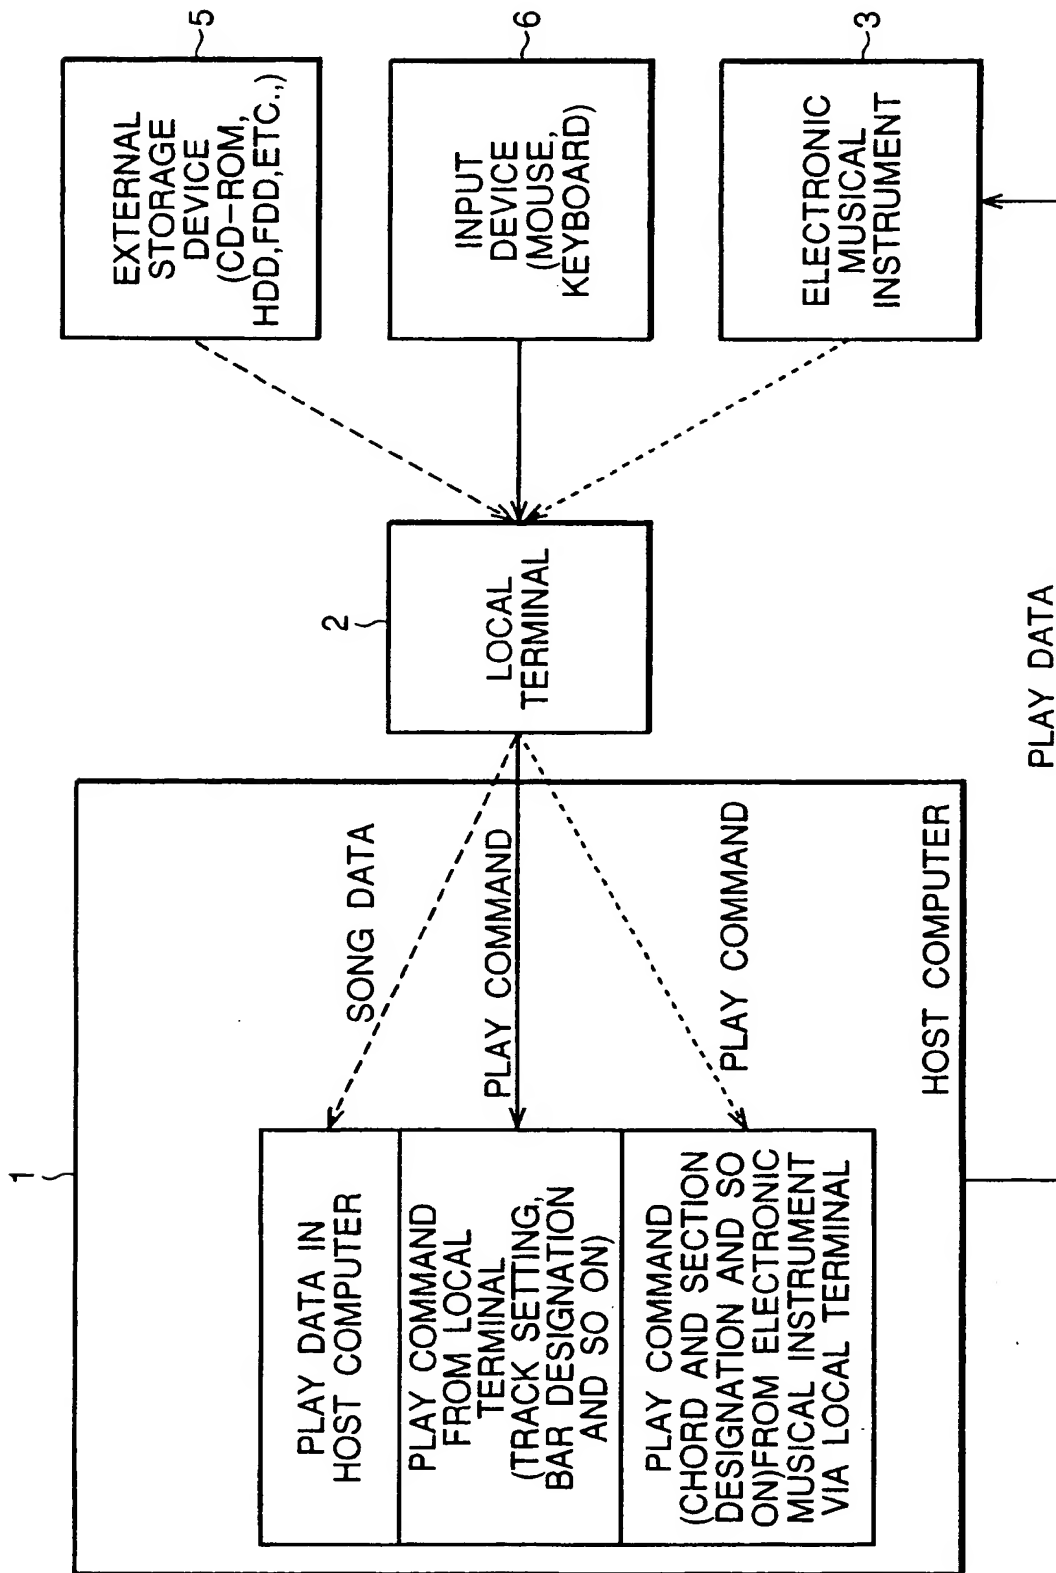 1
PLAY DATA IN
HOST COMPUTER
PLAY COMMAND
FROM LOCAL
TERMINAL
(TRACK SETTING,
BAR DESIGNATION
AND SO ON)
PLAY COMMAND
(CHORD AND SECTION
DESIGNATION AND SO
ON)FROM ELECTRONIC
MUSICAL INSTRUMENT
VIA LOCAL TERMINAL
SONG DATA
PLAY COMMAND
PLAY COMMAND
HOST COMPUTER
2
LOCAL
TERMINAL
EXTERNAL
STORAGE
DEVICE
(CD-ROM,
HDD,FDD,ETC.,)
5
INPUT
DEVICE
(MOUSE,
KEYBOARD)
6
ELECTRONIC
MUSICAL
INSTRUMENT
3
PLAY DATA